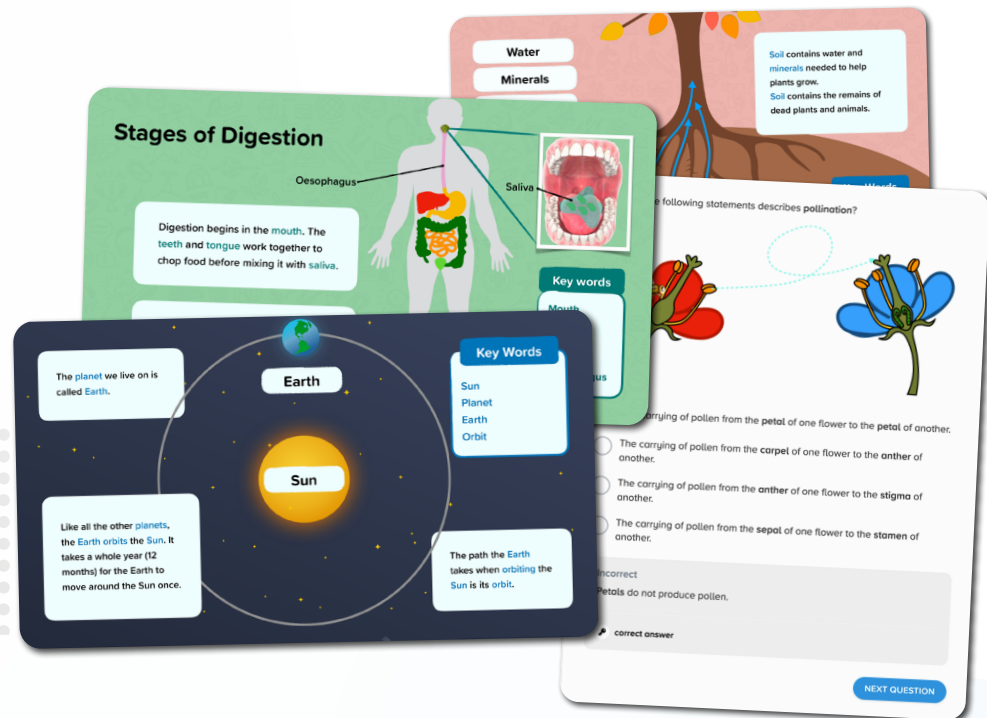 Water
Minerals
Soil contains water and
minerals needed to help
plants grow.
Soil contains the remains of
dead plants and animals.
Stages of Digestion
Oesophagus
Saliva
Digestion begins in the mouth. The
teeth and tongue work together to
chop food before mixing it with saliva.
Key words
Mouth
following statements describes pollination?
of pollen from the petal of one flower to the petal of another.
The carrying of pollen from the carpel of one flower to the anther of
another.
The carrying of pollen from the anther of one flower to the stigma of
another.
The carrying of pollen from the sepal of one flower to the stamen of
another.
Incorrect
Petals do not produce pollen.
correct answer
NEXT QUESTION
The planet we live on is
called Earth.
Earth
Key Words
Sun
Planet
Earth
Orbit
Sun
Like all the other planets,
the Earth orbits the Sun. It
takes a whole year (12
months) for the Earth to
move around the Sun once.
The path the Earth
takes when orbiting the
Sun is its orbit.